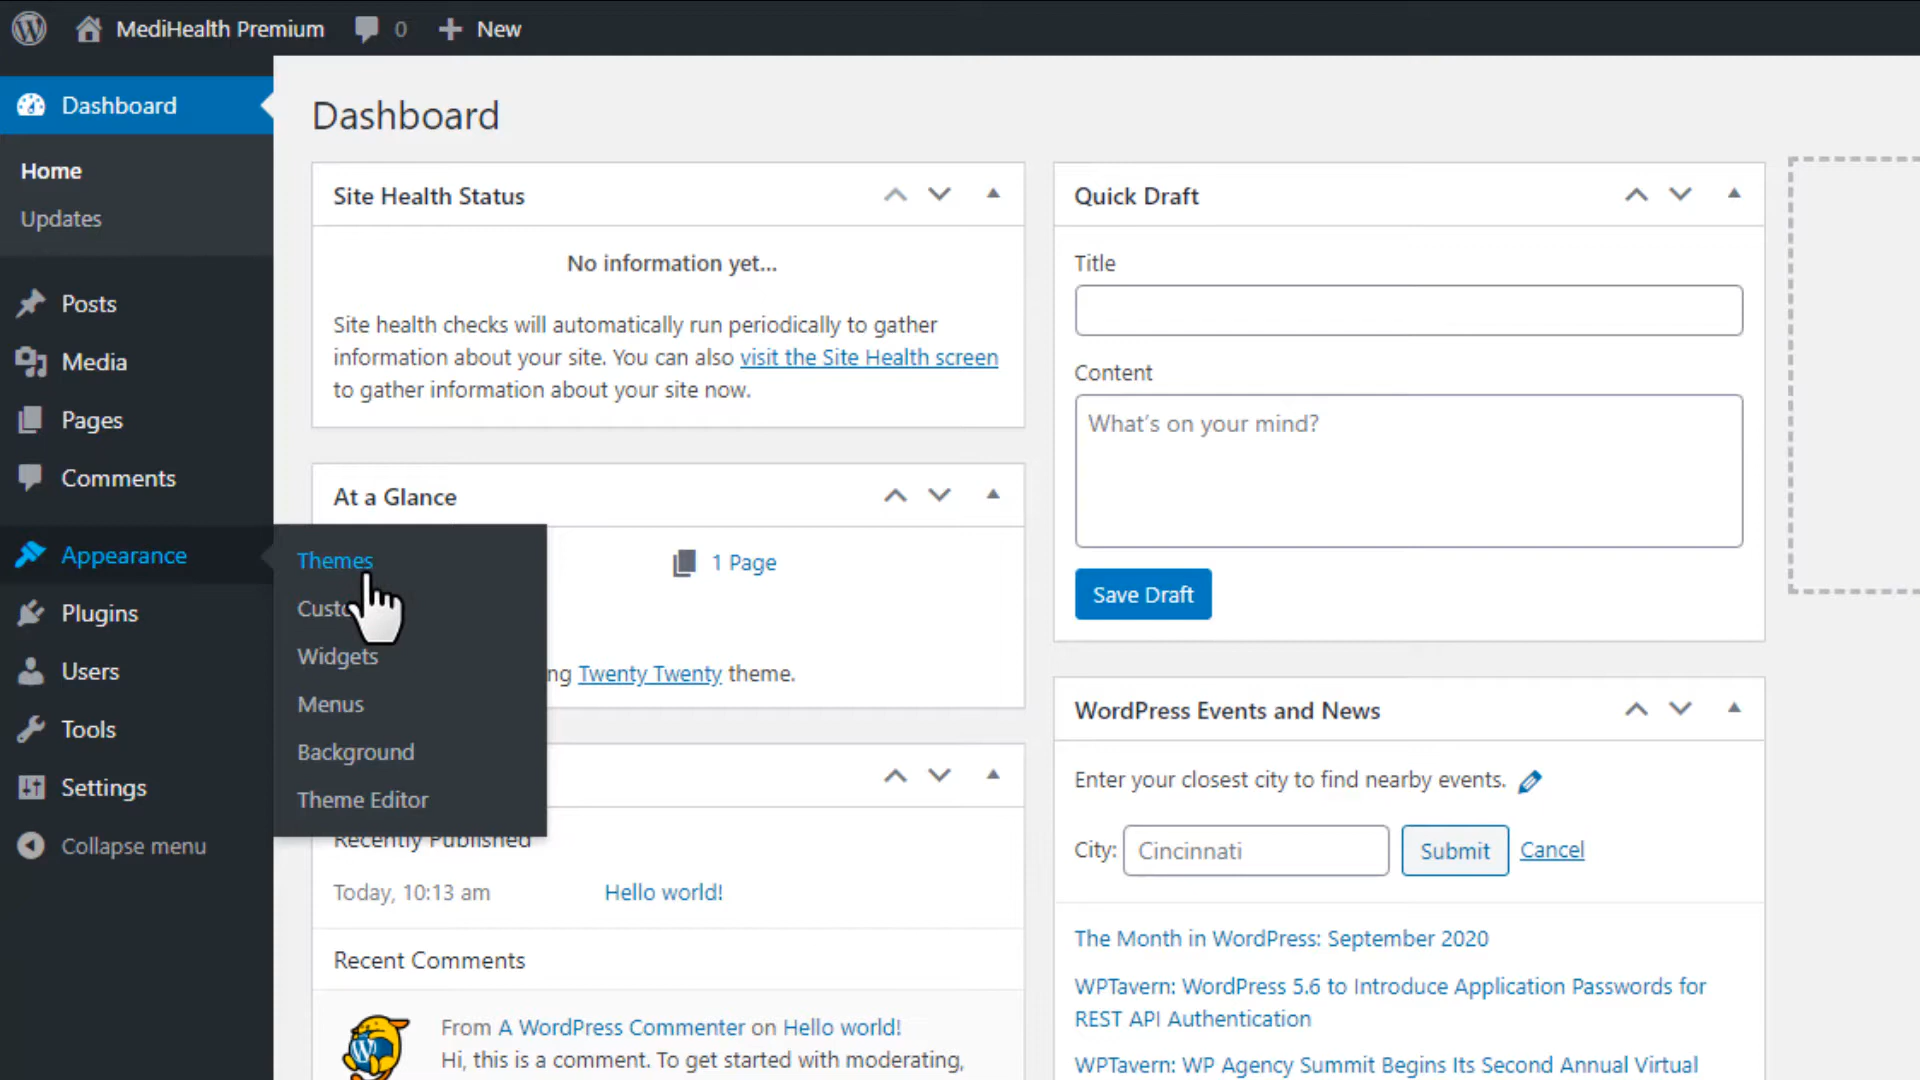 MediHealth Premium 0 New
Dashboard
Home
Updates
Posts
Media
Pages
Comments
Appearance
Plugins
Users
Tools
Settings
Collapse menu
Themes
Widgets
Menus
Background
Theme Editor
Dashboard
Site Health Status
No information yet...
Site health checks will automatically run periodically to gather
information about your site. You can also visit the Site Health screen
to gather information about your site now.
At a Glance
1 Page
Twenty Twenty theme.
Recently Published
Today, 10:13 am Hello world!
Recent Comments
From A WordPress Commenter on Hello world!
Hi, this is a comment. To get started with moderating,
Quick Draft
Title
Content
What's on your mind?
Save Draft
WordPress Events and News
Enter your closest city to find nearby events.
City: Cincinnati Submit Cancel
The Month in WordPress: September 2020
WPTavern: WordPress 5.6 to Introduce Application Passwords for
REST API Authentication
WPTavern: WP Agency Summit Begins Its Second Annual Virtual